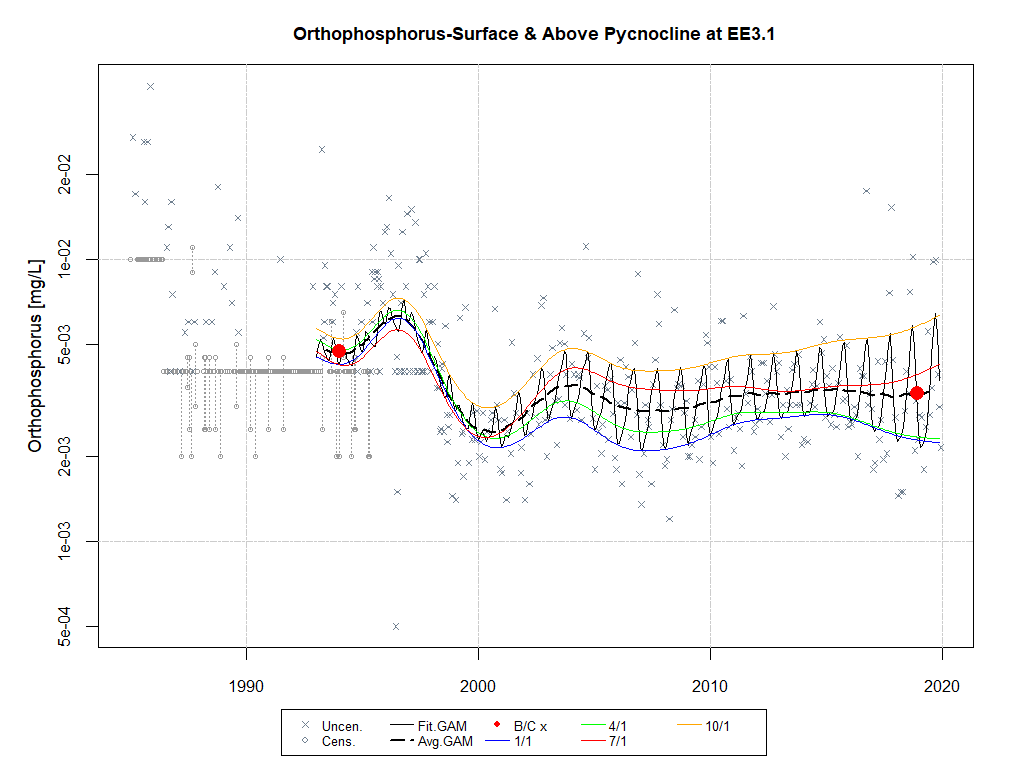 Orthophosphorus-Surface & Above Pycnocline at EE3.1
Orthophosphorus [mg/L]
2e-02
1e-02
5e-03
2e-03
1e-03
5e-04
1990 2000 2010 2020
Uncen. Fit.GAM B/C x 4/1 10/1
Cens. Avg.GAM 1/1 7/1